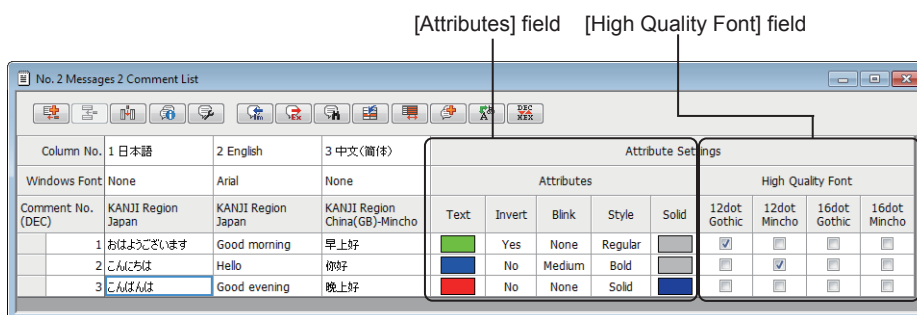 [Attributes] field [High Quality Font] field
No. 2 Messages 2 Comment List
DEC HEX
Column No. 1 日本語 2 English 3 中文(简体) Attribute Settings
Windows Font None Arial None Attributes High Quality Font
Comment No. (DEC) KANJI Region Japan KANJI Region Japan KANJI Region China(GB)-Mincho Text Invert Blink Style Solid 12dot Gothic 12dot Mincho 16dot Gothic 16dot Mincho
1 おはようございます Good morning 早上好 Yes None Regular
2 こんにちは Hello 你好 No Medium Bold
3 こんばんは Good evening 晚上好 No None Solid